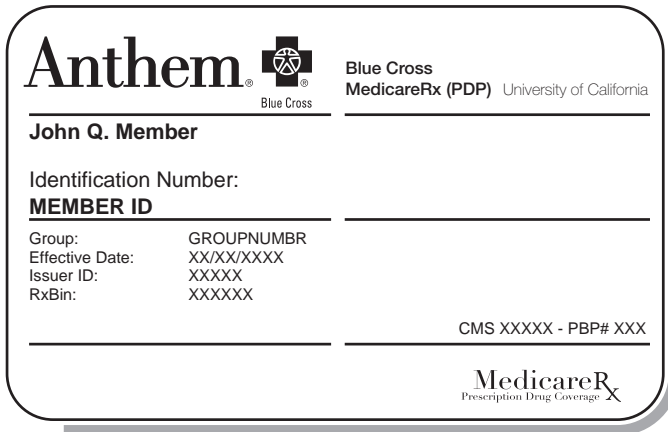 Anthem®
Blue Cross
Blue Cross
MedicareRx (PDP) University of California
John Q. Member
Identification Number:
MEMBER ID
Group: GROUPNUMBR
Effective Date: XX/XX/XXXX
Issuer ID: XXXXX
RxBin: XXXXXX
CMS XXXXX - PBP# XXX
MedicareRx
Prescription Drug Coverage